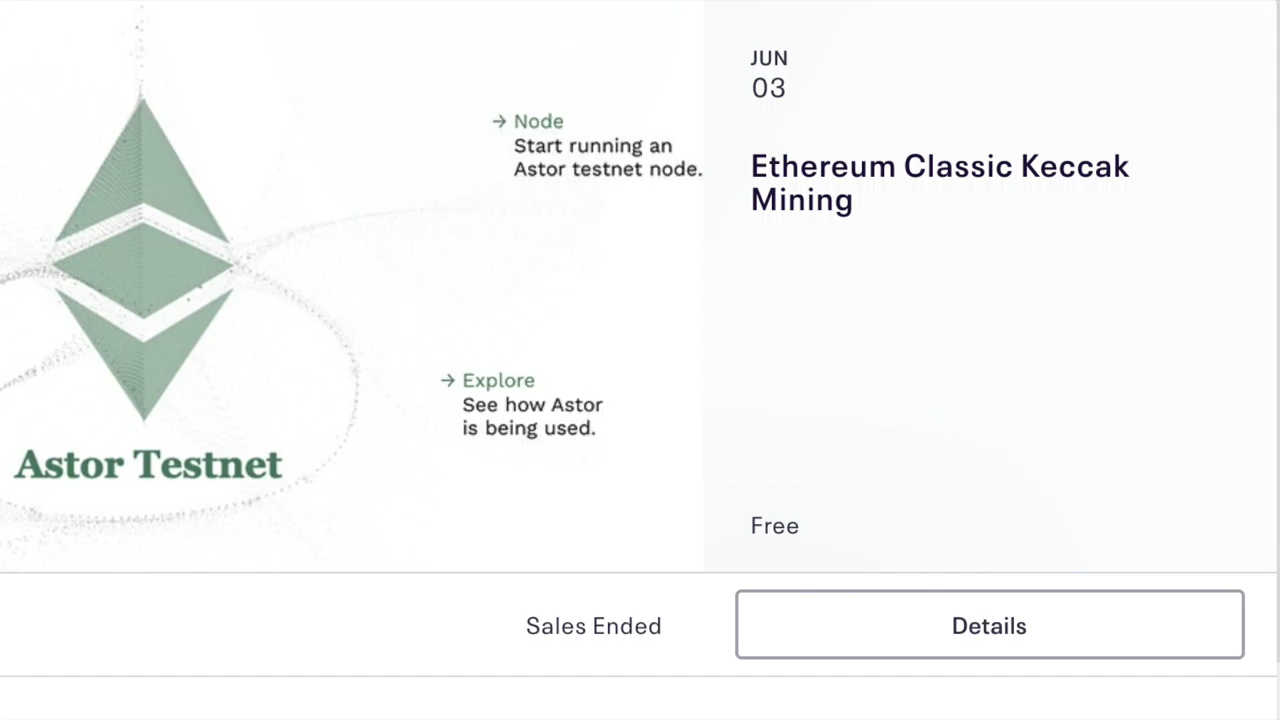 → Node
Start running an
Astor testnet node.
→ Explore
See how Astor
is being used.
Astor Testnet
JUN
03
Ethereum Classic Keccak
Mining
Free
Sales Ended
Details